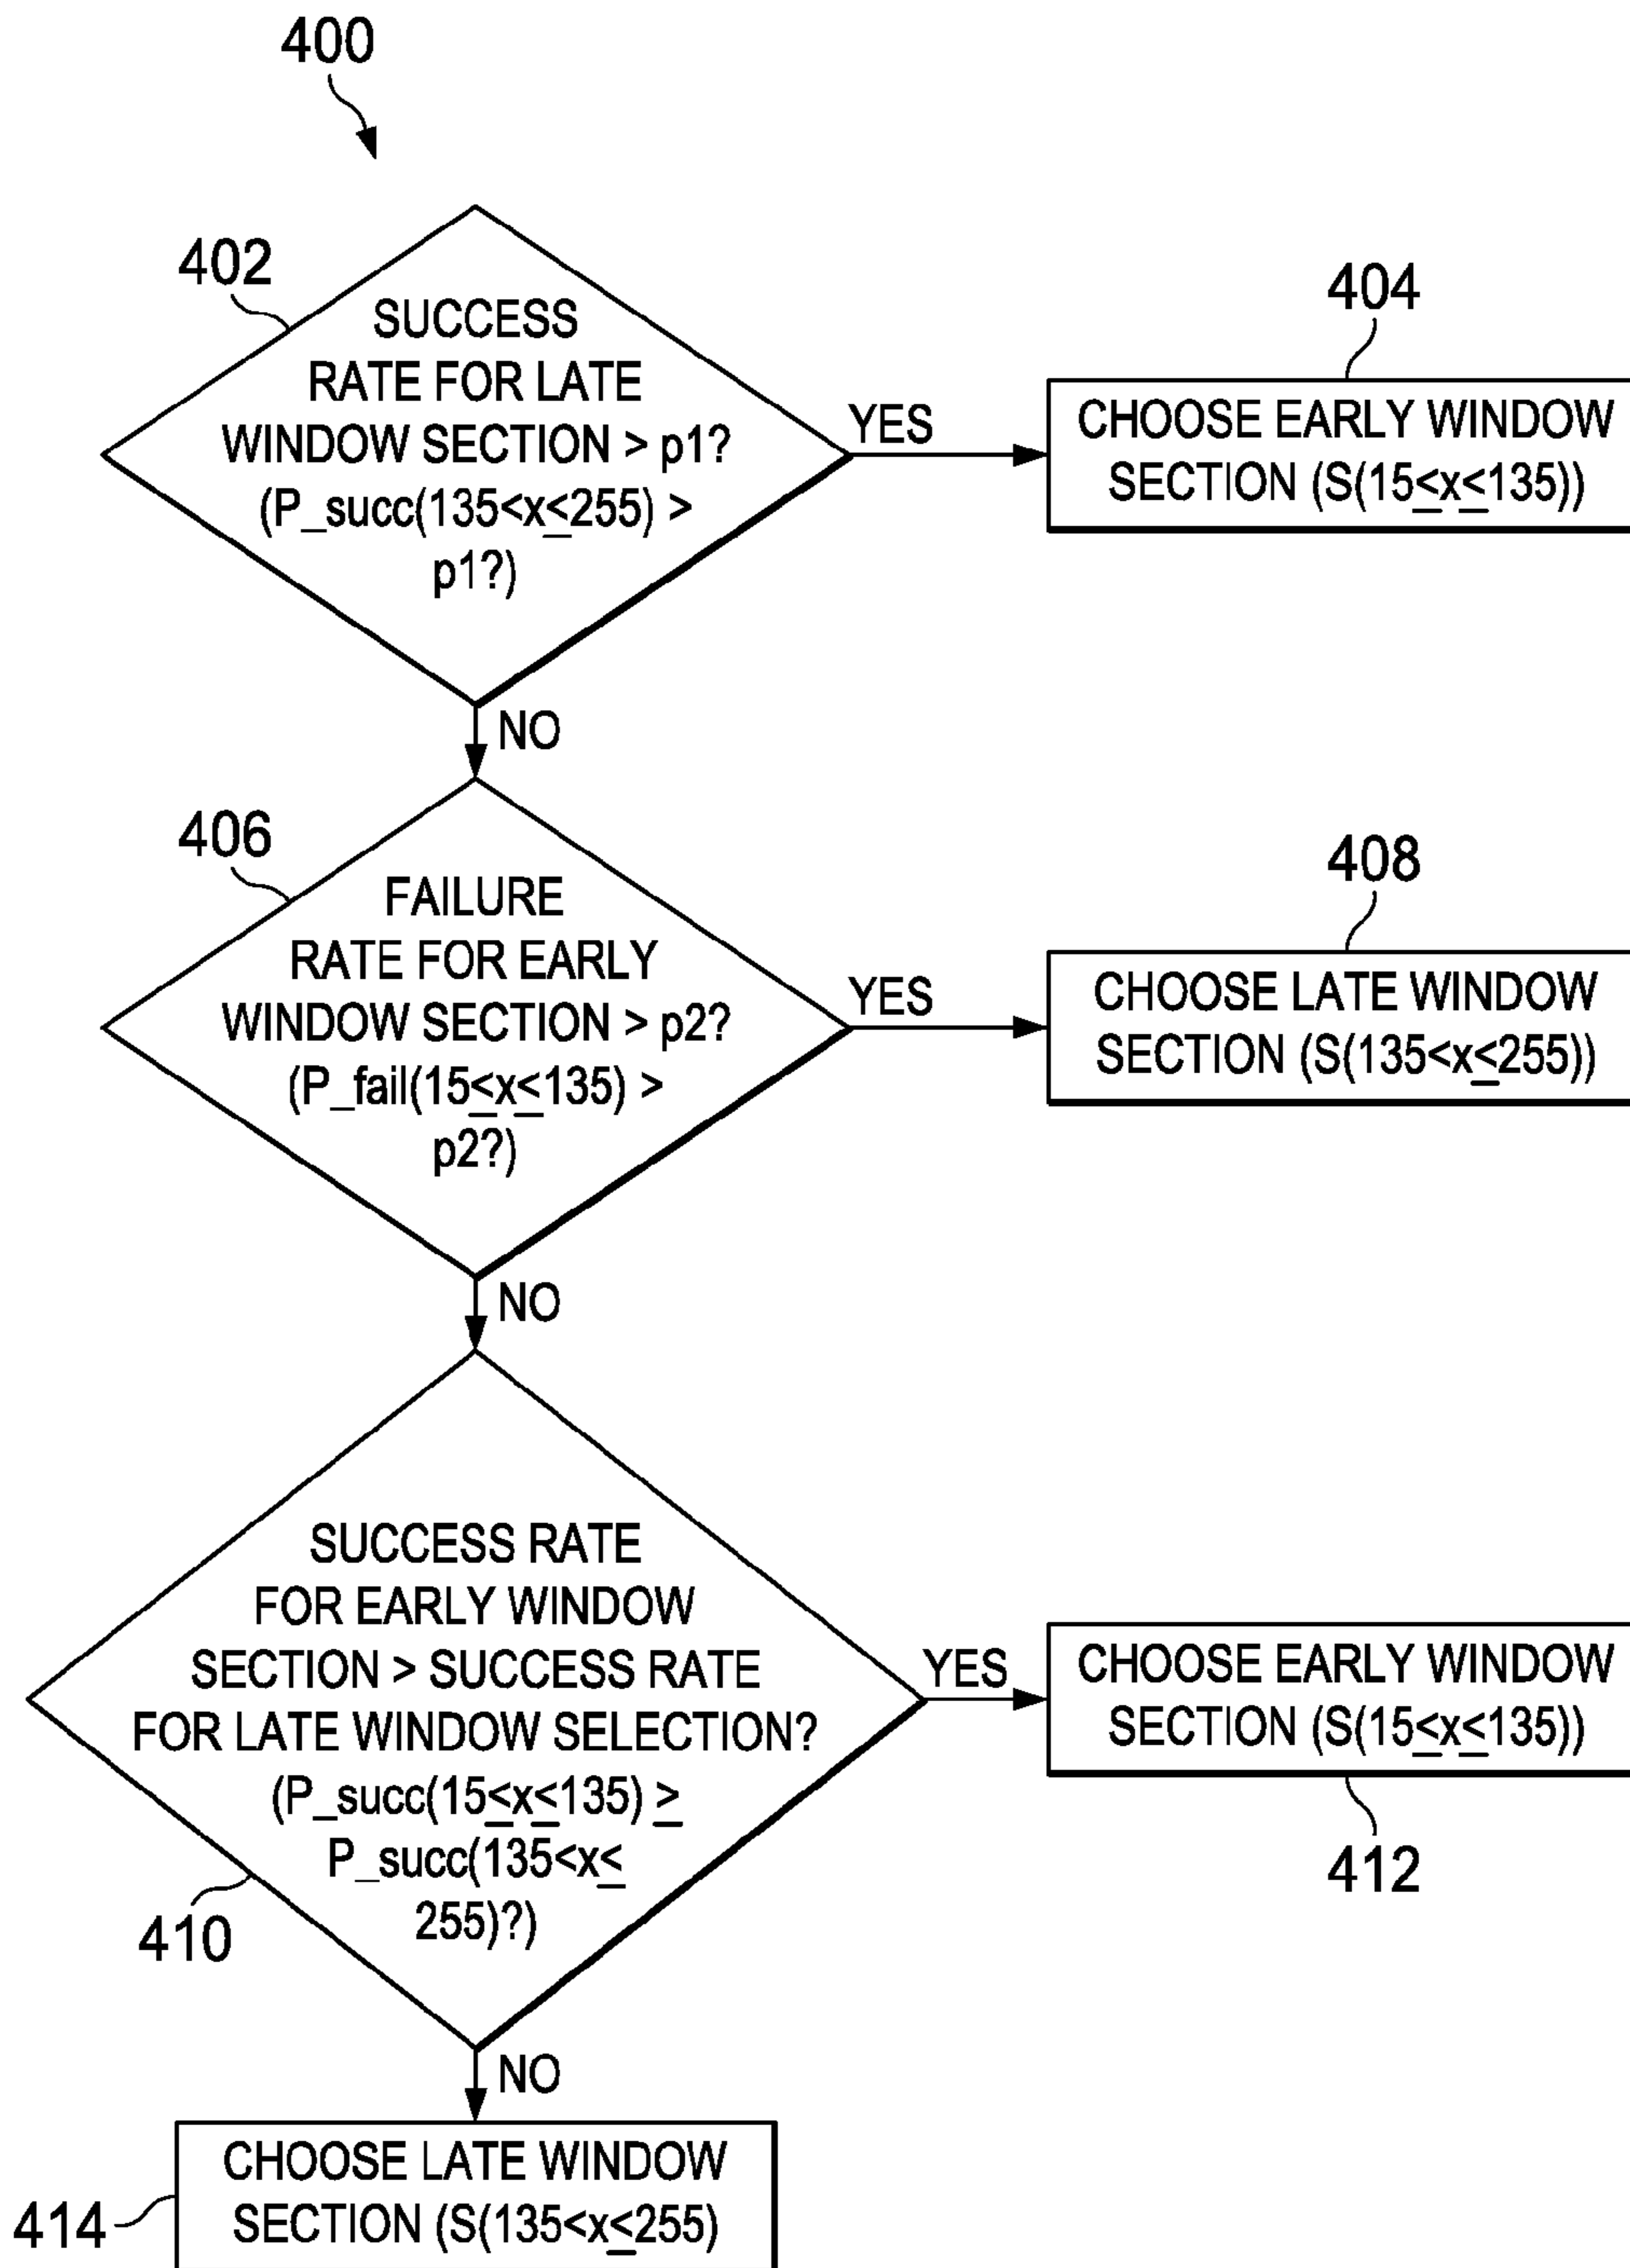 400
402
SUCCESS
RATE FOR LATE
WINDOW SECTION > p1?
(P_succ(135<x≤255) >
p1?)
YES
404
CHOOSE EARLY WINDOW
SECTION (S(15≤x≤135))
NO
406
FAILURE
RATE FOR EARLY
WINDOW SECTION > p2?
(P_fail(15≤x≤135) >
p2?)
YES
408
CHOOSE LATE WINDOW
SECTION (S(135<x≤255))
NO
SUCCESS RATE
FOR EARLY WINDOW
SECTION > SUCCESS RATE
FOR LATE WINDOW SELECTION?
(P_succ(15≤x≤135) ≥
P_succ(135<x≤
255)?)
410
YES
CHOOSE EARLY WINDOW
SECTION (S(15≤x≤135))
412
NO
CHOOSE LATE WINDOW
SECTION (S(135<x≤255)
414